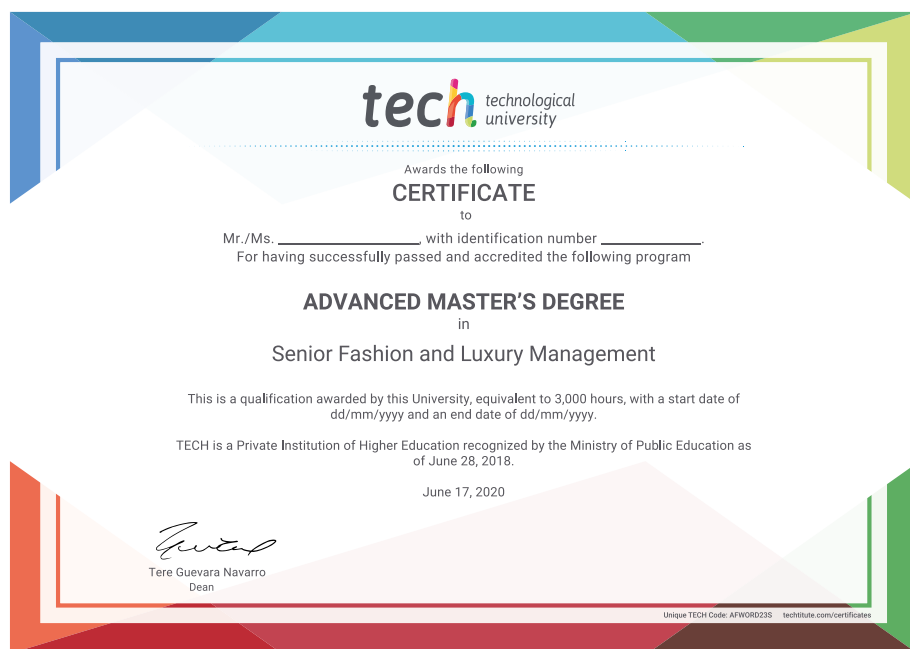 tech technological
university
Awards the following
CERTIFICATE
to
Mr./Ms. ____________________, with identification number ______________.
For having successfully passed and accredited the following program
ADVANCED MASTER’S DEGREE
in
Senior Fashion and Luxury Management
This is a qualification awarded by this University, equivalent to 3,000 hours, with a start date of
dd/mm/yyyy and an end date of dd/mm/yyyy.
TECH is a Private Institution of Higher Education recognized by the Ministry of Public Education as
of June 28, 2018.
June 17, 2020
Tere Guevara Navarro
Dean
Unique TECH Code: AFWORD23S techtitute.com/certificates